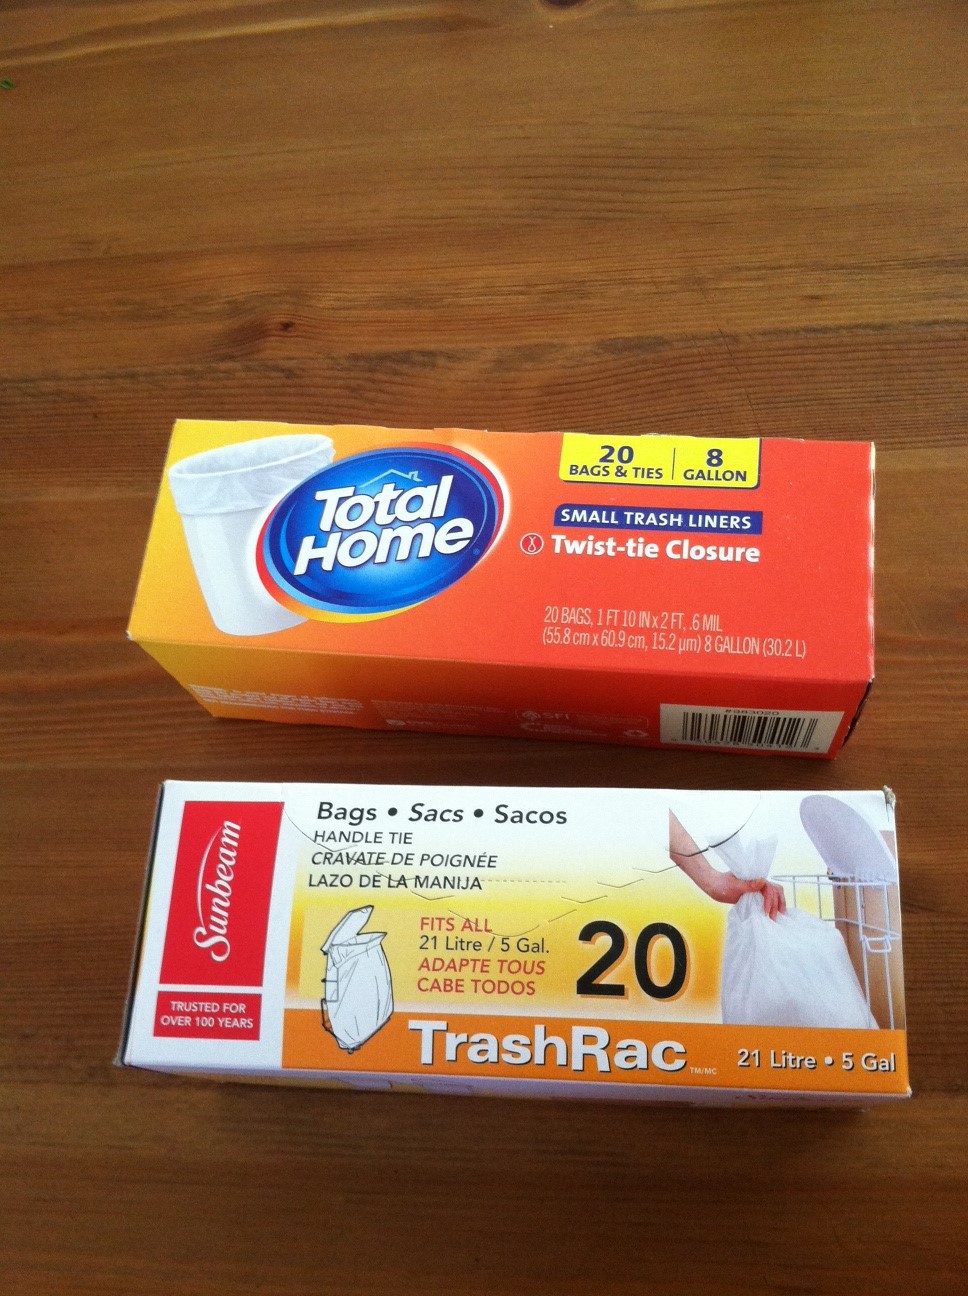 Total
Home
20
BAGS & TIES
8
GALLON
SMALL TRASH LINERS
Twist-tie Closure
20 BAGS, 1 FT 10 IN x 2 FT, .6 MIL
(55.8 cm x 60.9 cm, 15.2 µm) 8 GALLON (30.2 L)
SFI
#983028
Sunbeam
TRUSTED FOR
OVER 100 YEARS
Bags • Sacs • Sacos
HANDLE TIE
CRAVATE DE POIGNÉE
LAZO DE LA MANIJA
FITS ALL
21 Litre / 5 Gal.
ADAPTE TOUS
CABE TODOS
20
TrashRac TM/MC
21 Litre • 5 Gal